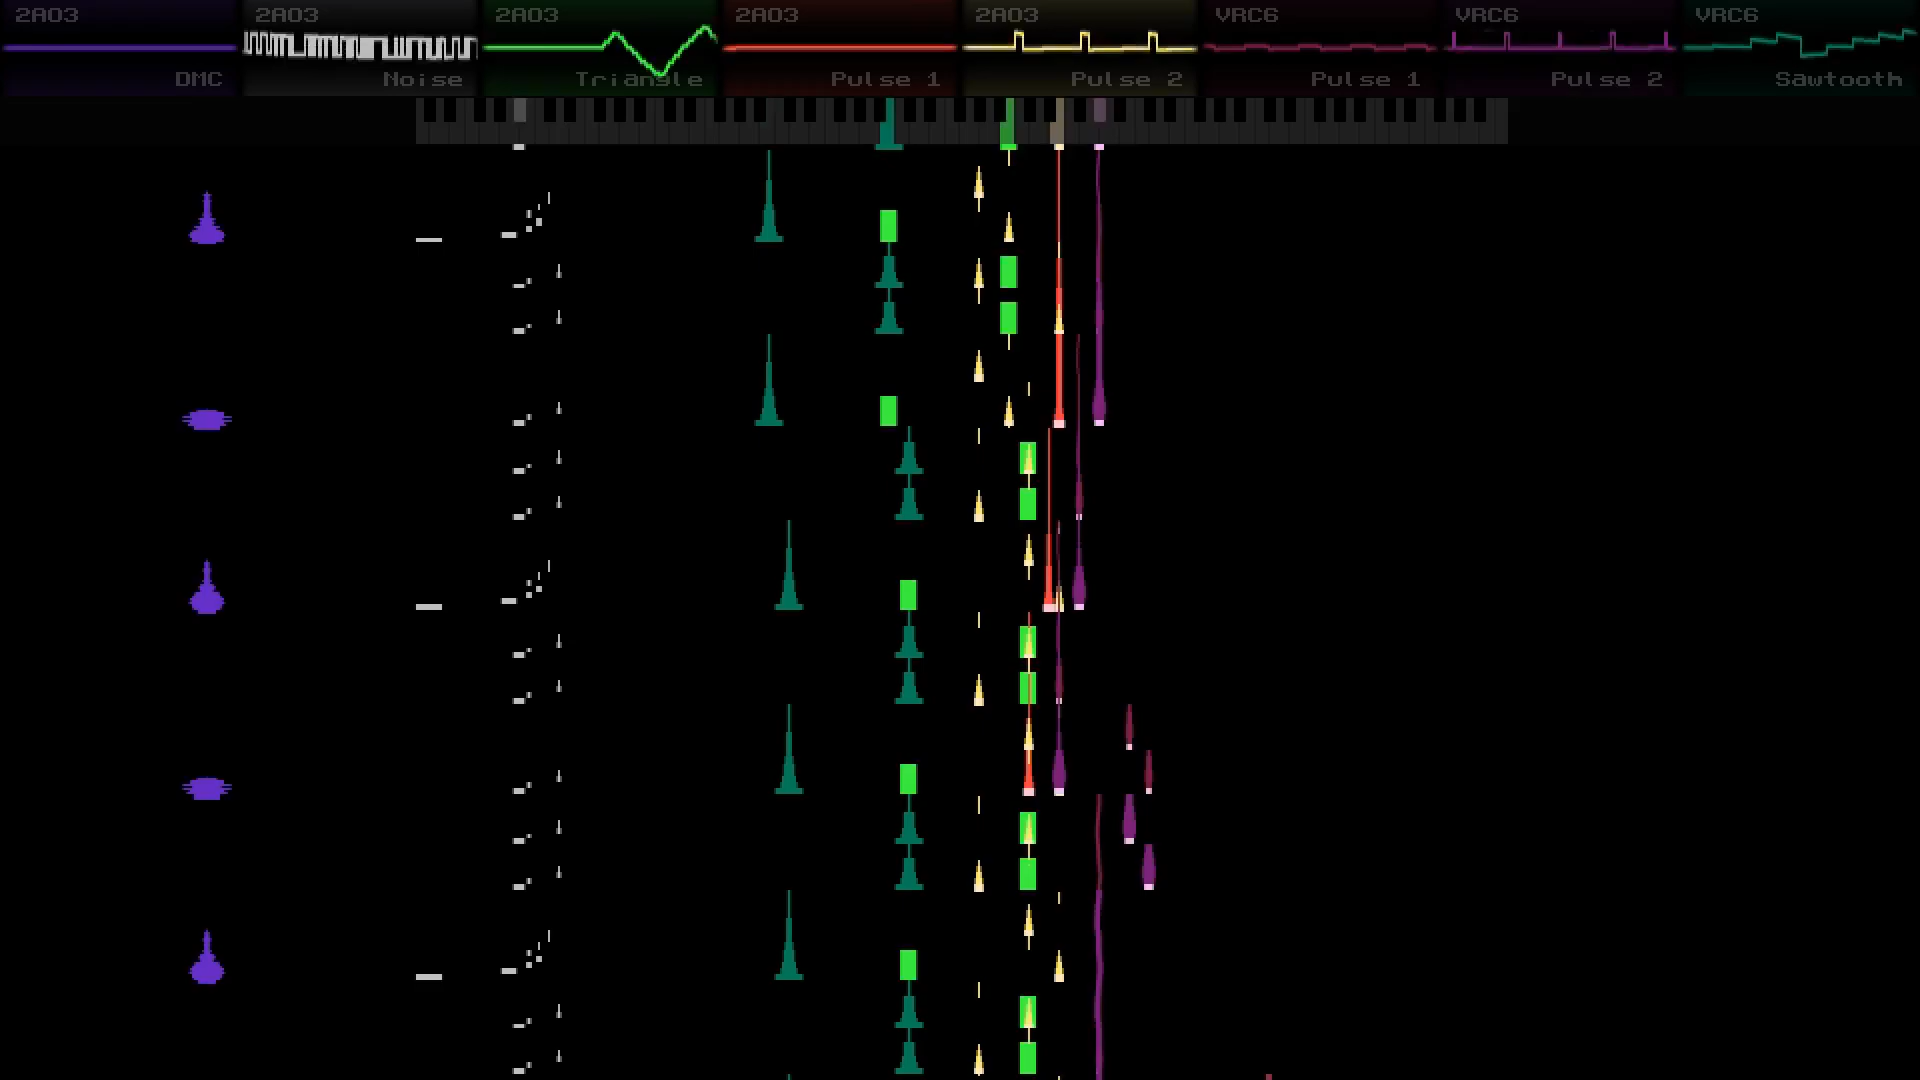 2A03
DMC
2A03
Noise
2A03
Triangle
2A03
Pulse 1
2A03
Pulse 2
VRC6
Pulse 1
VRC6
Pulse 2
VRC6
Sawtooth